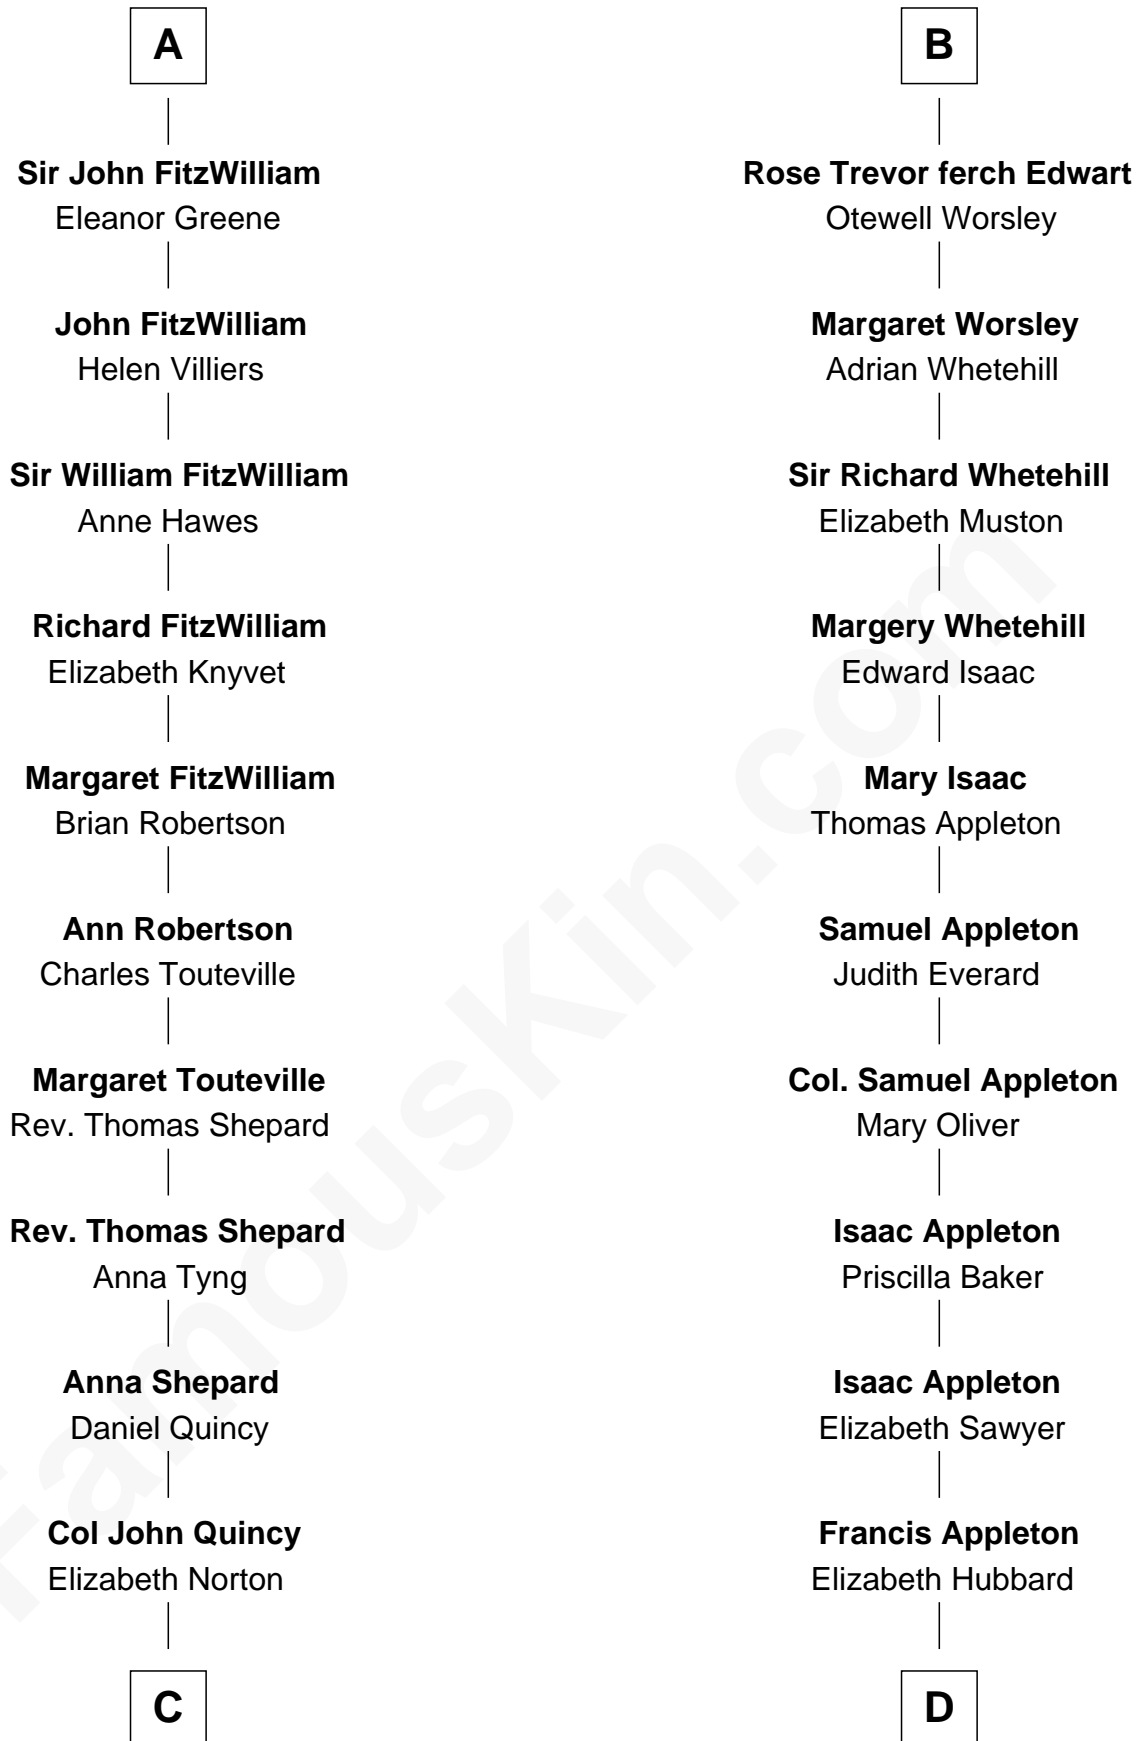 A
Sir John FitzWilliam
Eleanor Greene
John FitzWilliam
Helen Villiers
Sir William FitzWilliam
Anne Hawes
Richard FitzWilliam
Elizabeth Knyvet
Margaret FitzWilliam
Brian Robertson
Ann Robertson
Charles Touteville
Margaret Touteville
Rev. Thomas Shepard
Rev. Thomas Shepard
Anna Tyng
Anna Shepard
Daniel Quincy
Col John Quincy
Elizabeth Norton
C
B
Rose Trevor ferch Edwart
Otewell Worsley
Margaret Worsley
Adrian Whetehill
Sir Richard Whetehill
Elizabeth Muston
Margery Whetehill
Edward Isaac
Mary Isaac
Thomas Appleton
Samuel Appleton
Judith Everard
Col. Samuel Appleton
Mary Oliver
Isaac Appleton
Priscilla Baker
Isaac Appleton
Elizabeth Sawyer
Francis Appleton
Elizabeth Hubbard
D
FamousKin.com